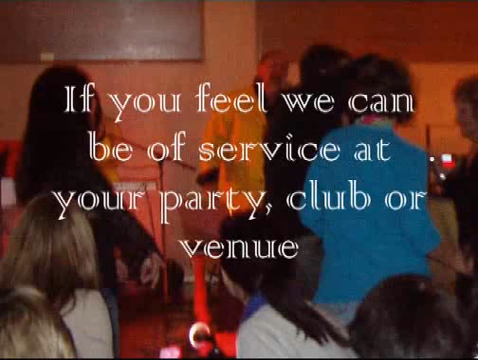 If you feel we can
be of service at
your party, club or
venue